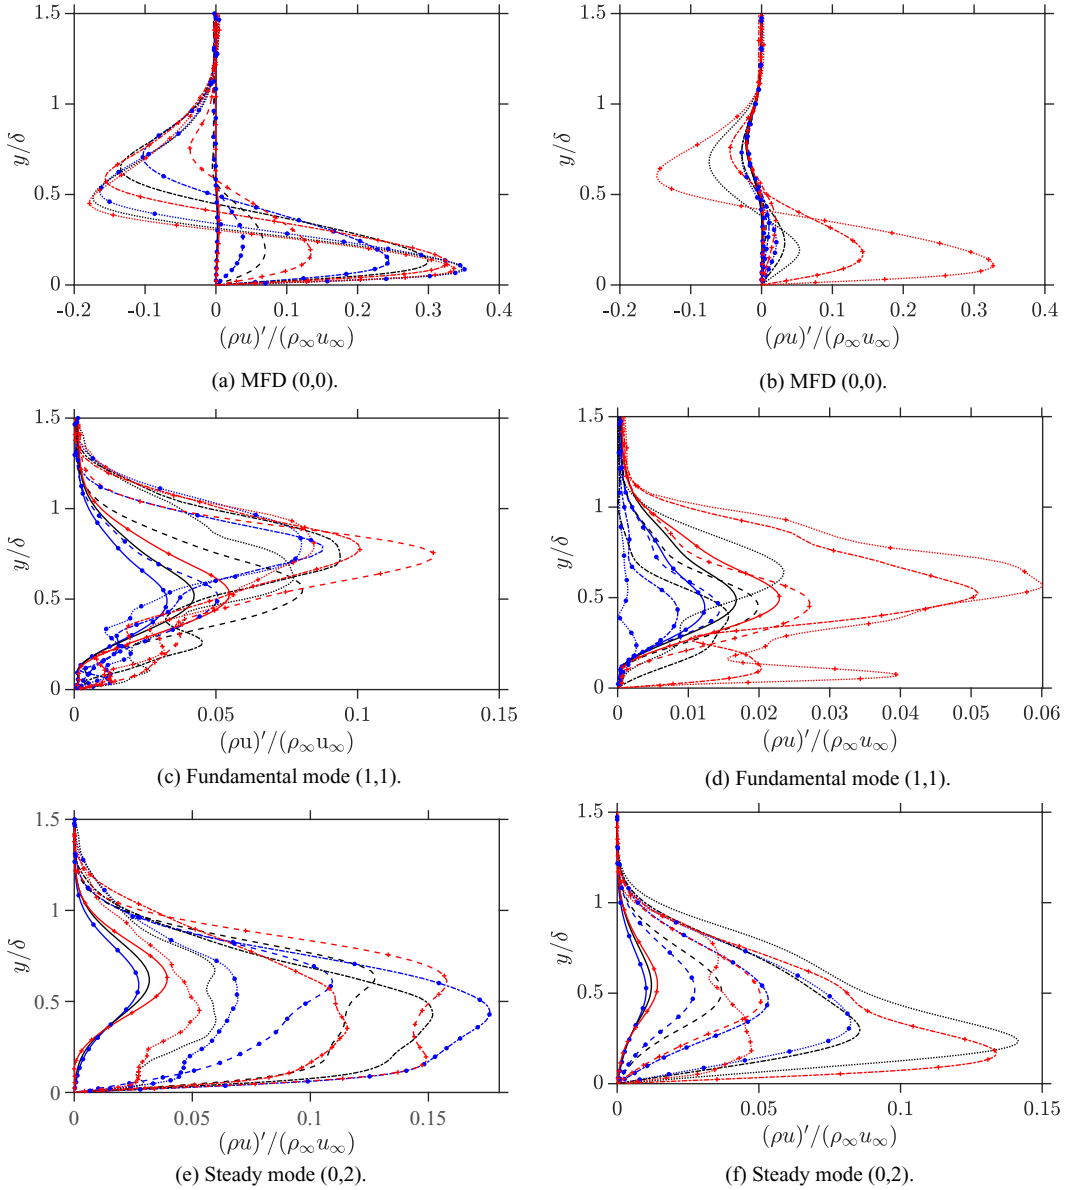 1.5
1
0.5
0
y/δ
-0.2 -0.1 0 0.1 0.2 0.3 0.4
(ρu)′/(ρ∞u∞)
(a) MFD (0,0).
1.5
1
0.5
0
y/δ
-0.2 -0.1 0 0.1 0.2 0.3 0.4
(ρu)′/(ρ∞u∞)
(b) MFD (0,0).
1.5
1
0.5
0
y/δ
0 0.05 0.1 0.15
(ρu)′/(ρ∞u∞)
(c) Fundamental mode (1,1).
1.5
1
0.5
0
y/δ
0 0.01 0.02 0.03 0.04 0.05 0.06
(ρu)′/(ρ∞u∞)
(d) Fundamental mode (1,1).
1.5
1
0.5
0
y/δ
0 0.05 0.1 0.15
(ρu)′/(ρ∞u∞)
(e) Steady mode (0,2).
1.5
1
0.5
0
y/δ
0 0.05 0.1 0.15
(ρu)′/(ρ∞u∞)
(f) Steady mode (0,2).